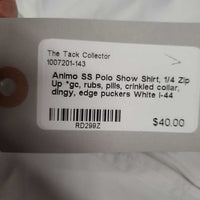 The Tack Collector
1007201-143
Animo SS Polo Show Shirt, 1/4 Zip
Up *gc, rubs, pills, crinkled collar,
dingy, edge puckers White I-44
RD299Z
$40.00